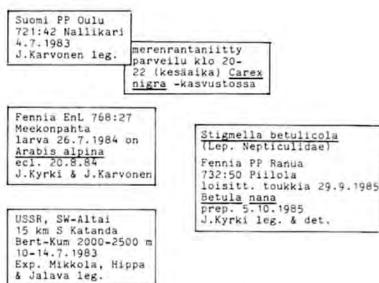 Suomi PP Oulu
721:42 Nallikari
4.7.1983
J.Karvonen leg.
merenrantaniitty
parveilu klo 20-
22 (kesäaika) Carex
nigra -kasvustossa
Fennia EnL 768:27
Meekonpahta
larva 26.7.1984 on
Arabis alpina
ecl. 20.8.84
J.Kyrki & J.Karvonen
Stigmella betulicola
(Lep. Nepticulidae)
Fennia PP Ranua
732:50 Piilola
loisitt. toukkia 29.9.1985
Betula nana
prep. 5.10.1985
J.Kyrki leg. & det.
USSR, SW-Altai
15 km S Katanda
Bert-Kum 2000-2500 m
10-14.7.1983
Exp. Mikkola, Hippa
& Jalava leg.